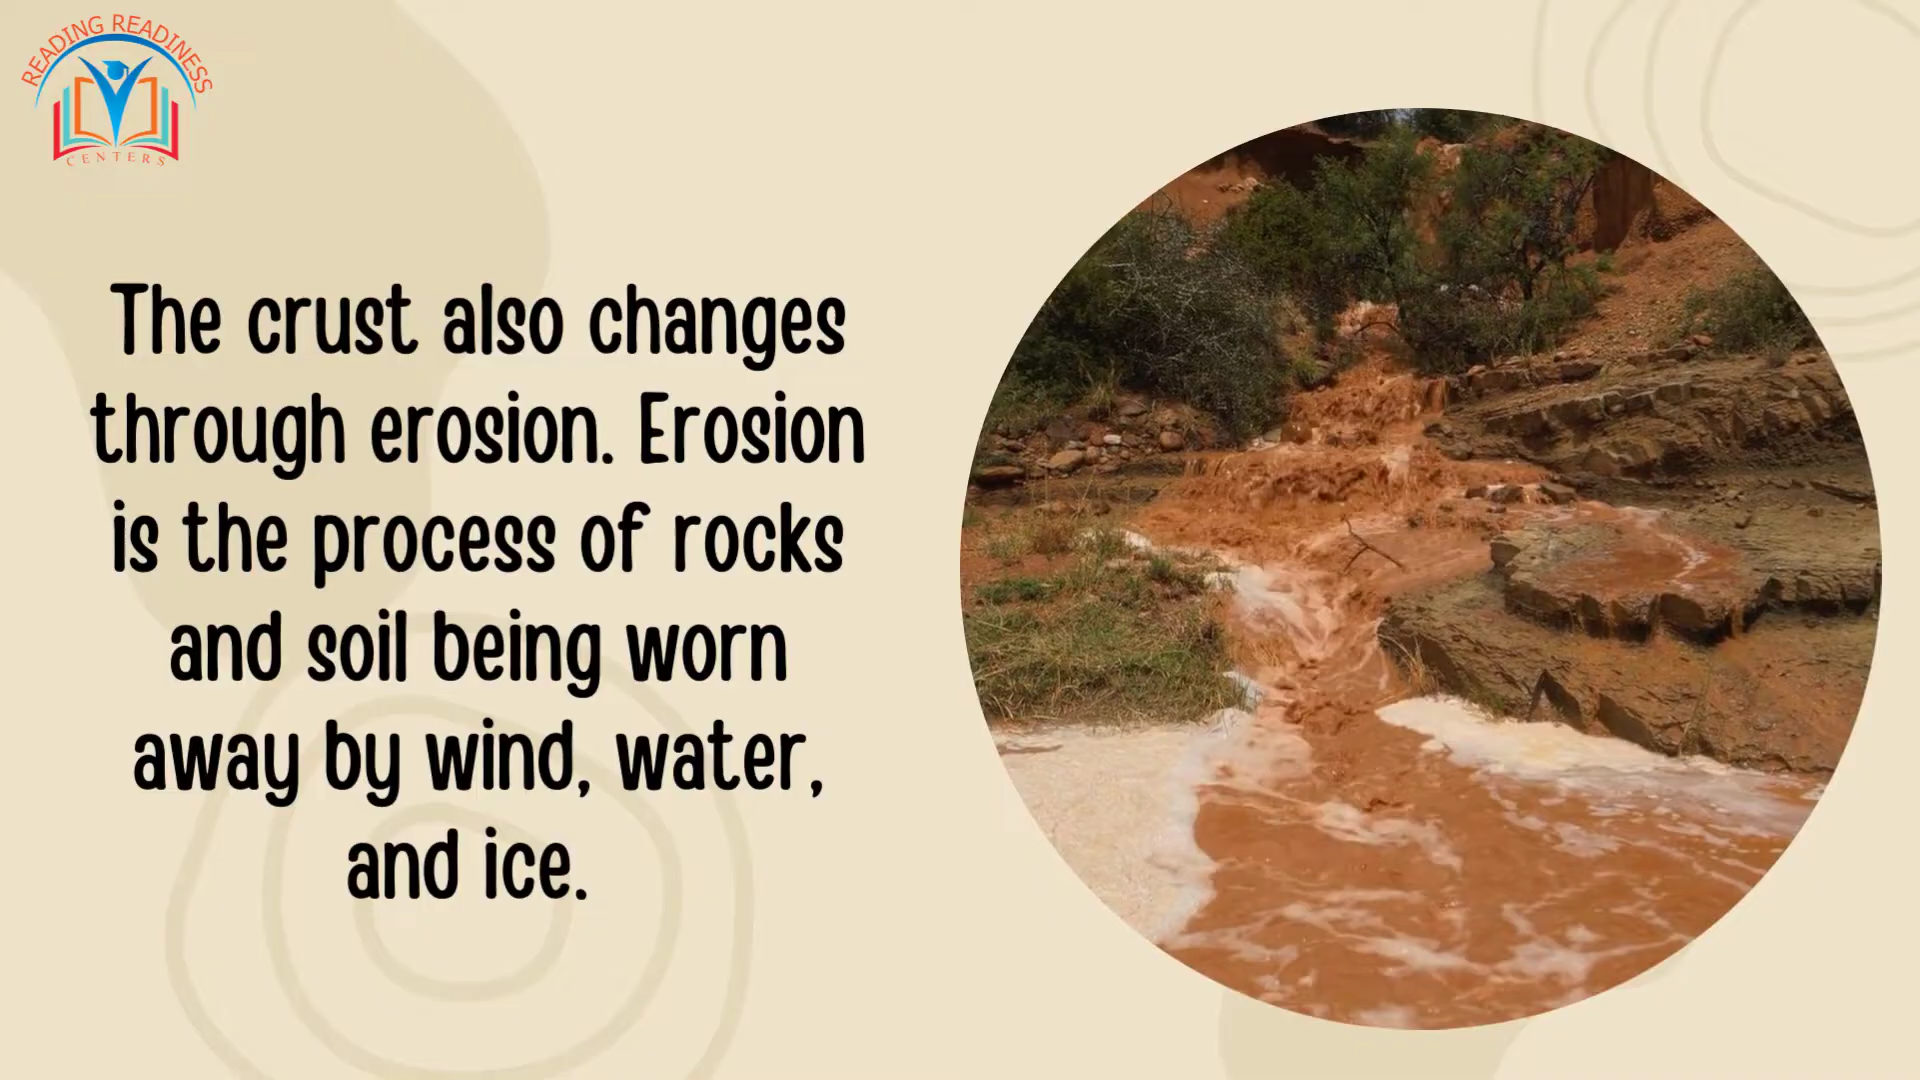 READING READINESS
CENTERS
The crust also changes
through erosion. Erosion
is the process of rocks
and soil being worn
away by wind, water,
and ice.